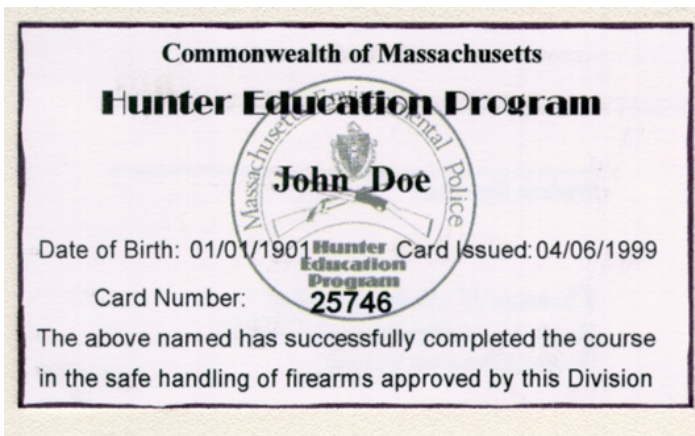 Commonwealth of Massachusetts
Hunter Education Program
Massachusetts Environmental Police
John Doe
Date of Birth: 01/01/1901 Card Issured: 04/06/1999
Hunter
Education
Program
Card Number: 25746
The above named has successfully completed the course
in the safe handling of firearms approved by this Division